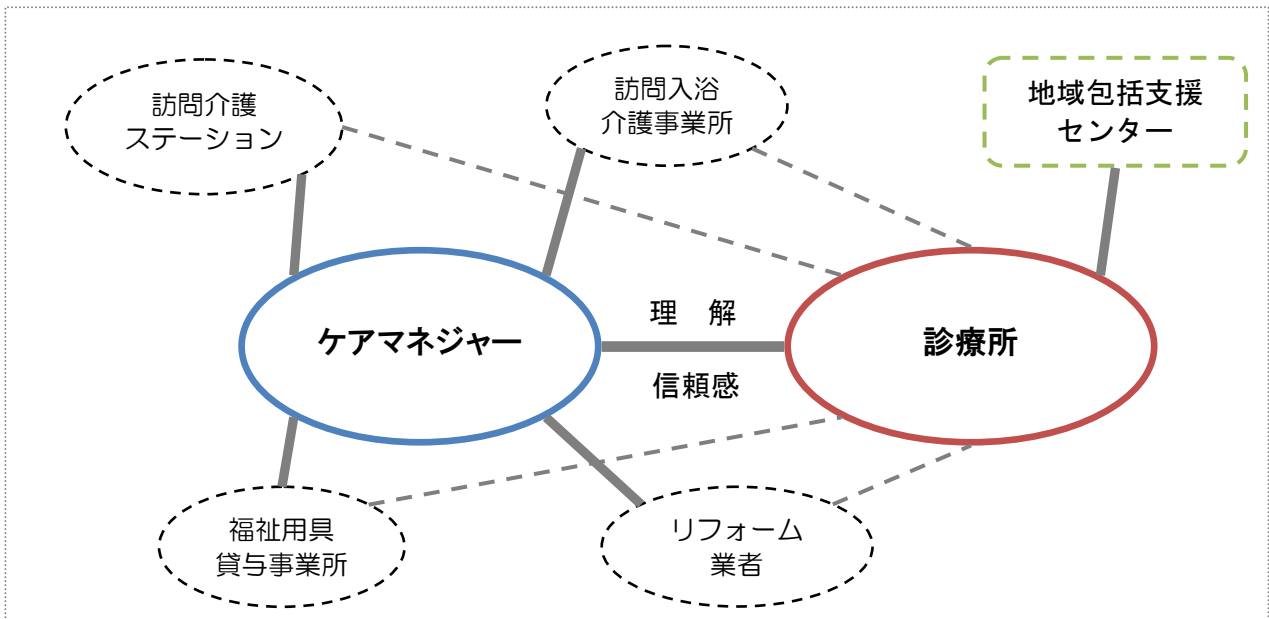 訪問介護
ステーション
訪問入浴
介護事業所
地域包括支援
センター
ケアマネジャー
理　解
信頼感
診療所
福祉用具
貸与事業所
リフォーム
業者